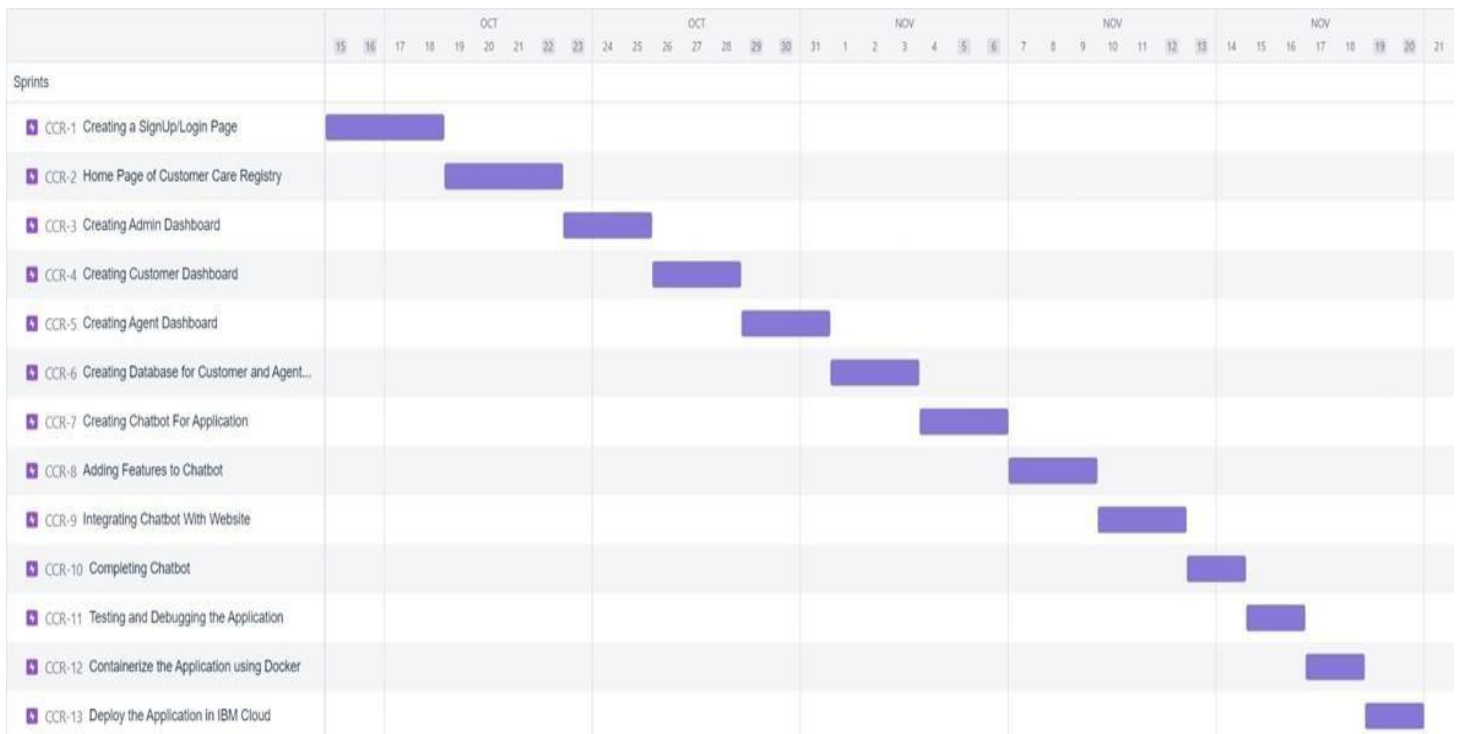 OCT OCT NOV NOV NOV
15 16 17 18 19 20 21 22 23 24 25 26 27 28 29 30 31 1 2 3 4 5 6 7 8 9 10 11 12 13 14 15 16 17 18 19 20 21
Sprints
CCR-1 Creating a SignUp/Login Page
CCR-2 Home Page of Customer Care Registry
CCR-3 Creating Admin Dashboard
CCR-4 Creating Customer Dashboard
CCR-5 Creating Agent Dashboard
CCR-6 Creating Database for Customer and Agent...
CCR-7 Creating Chatbot For Application
CCR-8 Adding Features to Chatbot
CCR-9 Integrating Chatbot With Website
CCR-10 Completing Chatbot
CCR-11 Testing and Debugging the Application
CCR-12 Containerize the Application using Docker
CCR-13 Deploy the Application in IBM Cloud